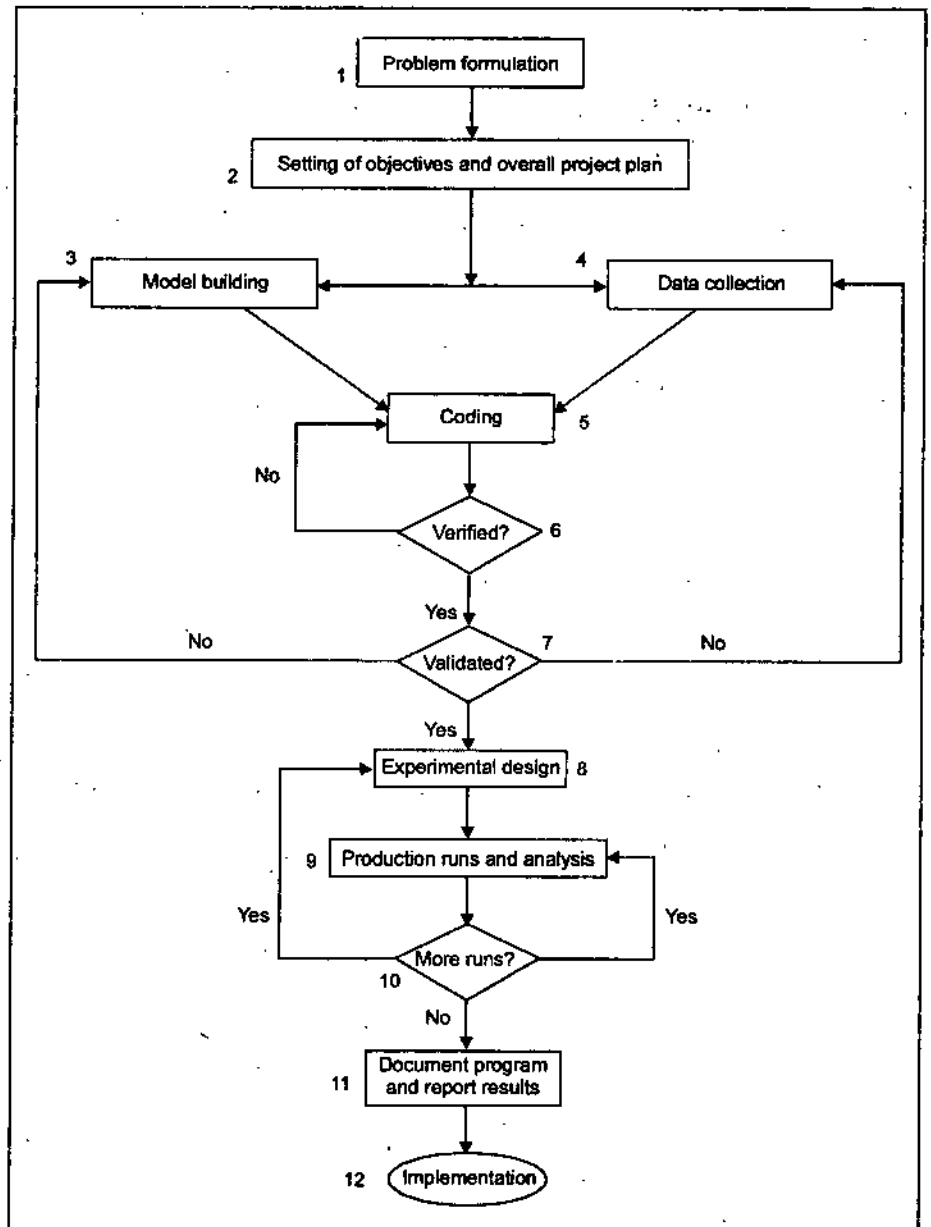 1
Problem formulation
2
Setting of objectives and overall project plan
3
Model building
4
Data collection
Coding
5
No
Verified?
6
Yes
No
Validated?
7
No
Yes
Experimental design
8
9
Production runs and analysis
Yes
Yes
More runs?
10
No
11
Document program
and report results
12
Implementation